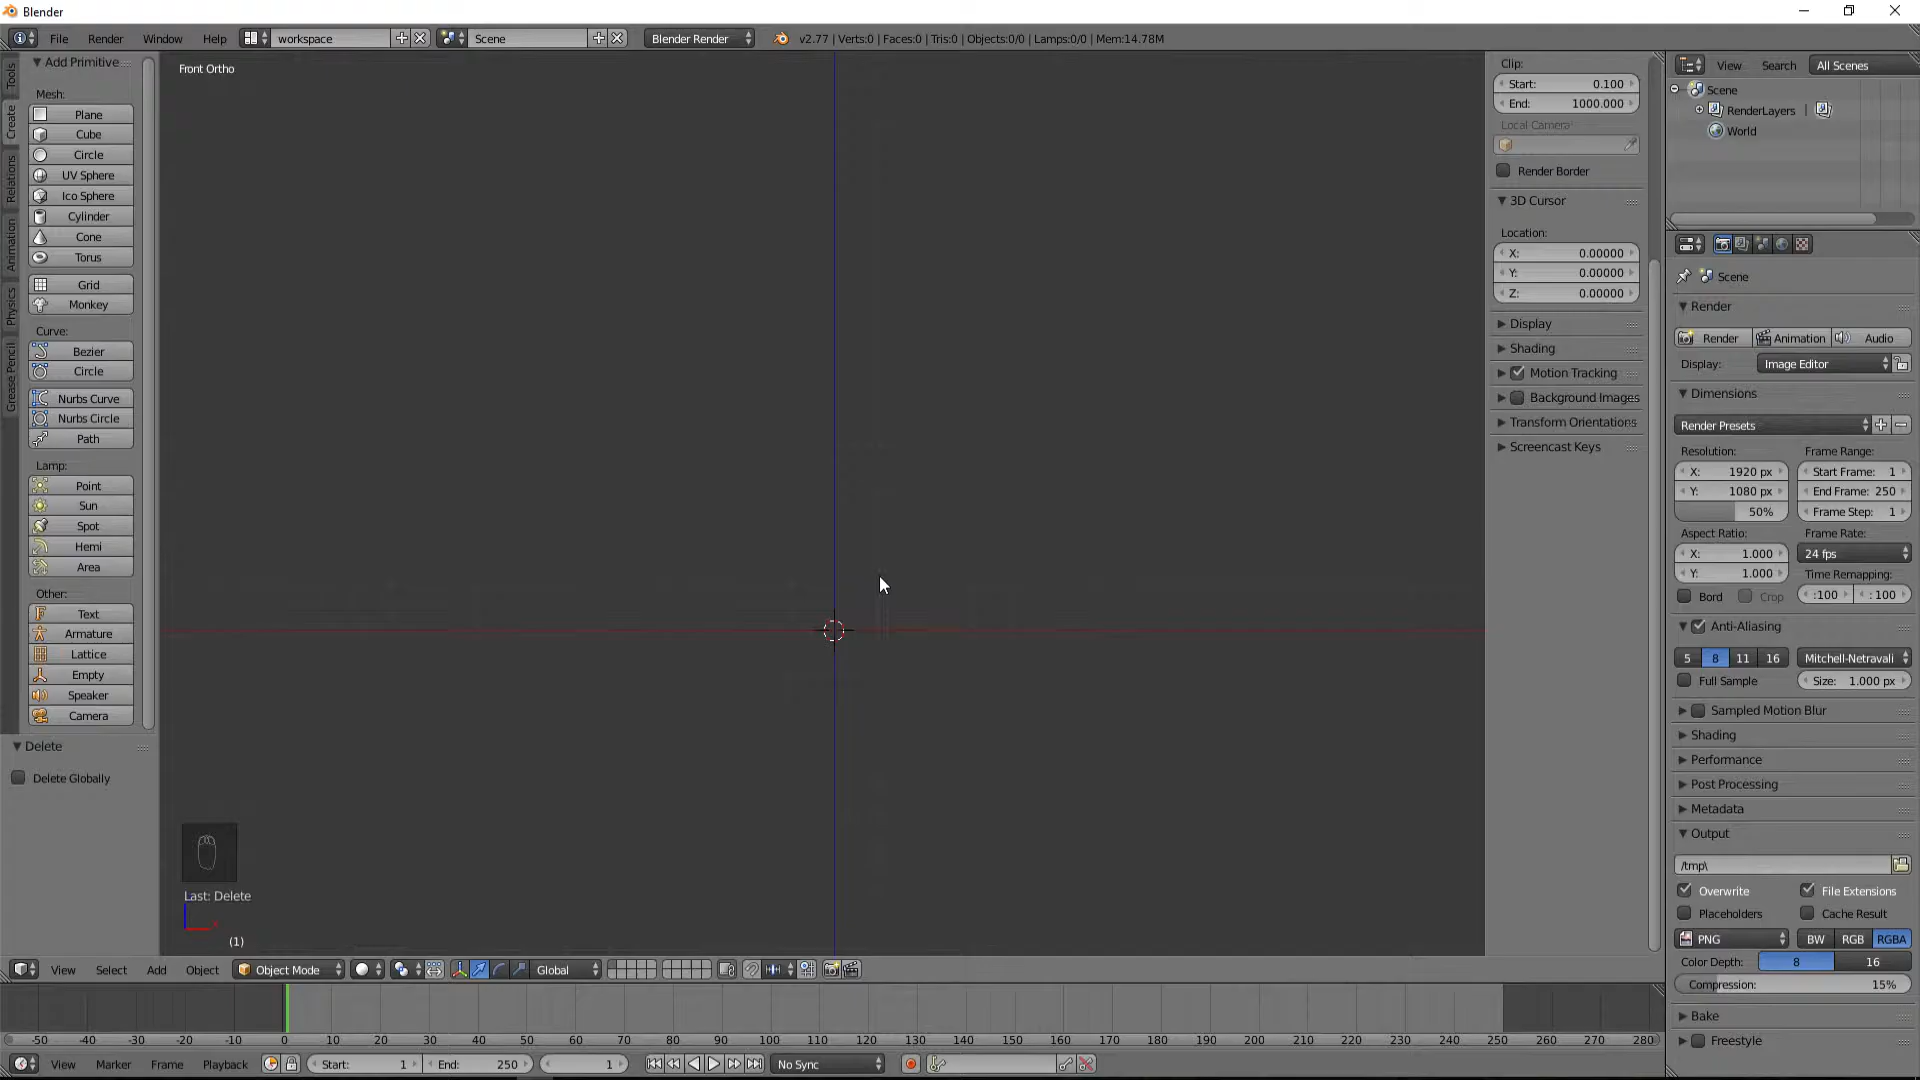 Blender
File Render Window Help workspace Scene Blender Render v2.77 | Verts:0 | Faces:0 | Tris:0 | Objects:0/0 | Lamps:0/0 | Mem:14.78M
Tools
Create
Relations
Animation
Physics
Grease Pencil
Add Primitive
Mesh:
Plane
Cube
Circle
UV Sphere
Ico Sphere
Cylinder
Cone
Torus
Grid
Monkey
Curve:
Bezier
Circle
Nurbs Curve
Nurbs Circle
Path
Lamp:
Point
Sun
Spot
Hemi
Area
Other:
Text
Armature
Lattice
Empty
Speaker
Camera
Delete
Delete Globally
Front Ortho
Last: Delete
(1)
Clip:
Start: 0.100
End: 1000.000
Local Camera:
Render Border
3D Cursor
Location:
X: 0.00000
Y: 0.00000
Z: 0.00000
Display
Shading
Motion Tracking
Background Images
Transform Orientations
Screencast Keys
View Search All Scenes
Scene
RenderLayers |
World
Scene
Render
Render Animation Audio
Display: Image Editor
Dimensions
Render Presets
Resolution: Frame Range:
X: 1920 px Start Frame: 1
Y: 1080 px End Frame: 250
50% Frame Step: 1
Aspect Ratio: Frame Rate:
X: 1.000 24 fps
Y: 1.000 Time Remapping:
Bord Crop :100 : 100
Anti-Aliasing
5 8 11 16 Mitchell-Netravali
Full Sample Size: 1.000 px
Sampled Motion Blur
Shading
Performance
Post Processing
Metadata
Output
/tmp\
Overwrite File Extensions
Placeholders Cache Result
PNG BW RGB RGBA
Color Depth: 8 16
Compression: 15%
Bake
Freestyle
View Select Add Object Object Mode Global
-50 -40 -30 -20 -10 0 10 20 30 40 50 60 70 80 90 100 110 120 130 140 150 160 170 180 190 200 210 220 230 240 250 260 270 280
View Marker Frame Playback Start: 1 End: 250 1 No Sync